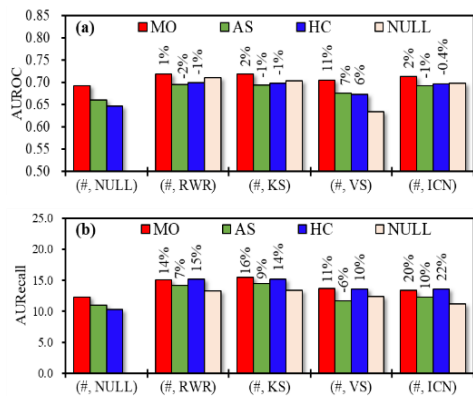 (a) MO AS HC NULL
AUROC
0.85
0.80
0.75
0.70
0.65
0.60
0.55
0.50
1% -2% -1% 2% -1% -1% 11% 7% 6% 2% -1% -0.4%
(#, NULL) (#, RWR) (#, KS) (#, VS) (#, ICN)
(b) MO AS HC NULL
AURecall
25.0
20.0
15.0
10.0
5.0
0.0
14% 7% 15% 16% 9% 14% 11% -6% 10% 20% 10% 22%
(#, NULL) (#, RWR) (#, KS) (#, VS) (#, ICN)